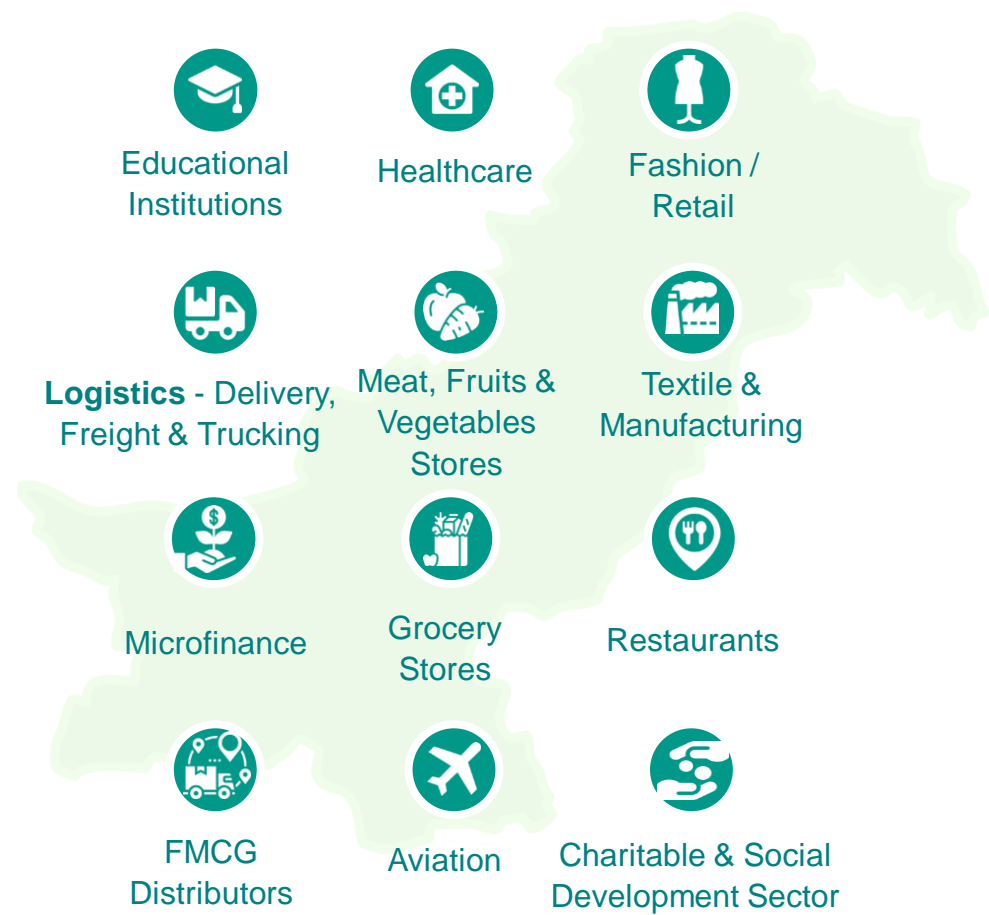 Educational
Institutions
Healthcare
Fashion /
Retail
Logistics - Delivery,
Freight & Trucking
Meat, Fruits &
Vegetables
Stores
Textile &
Manufacturing
Microfinance
Grocery
Stores
Restaurants
FMCG
Distributors
Aviation
Charitable & Social
Development Sector